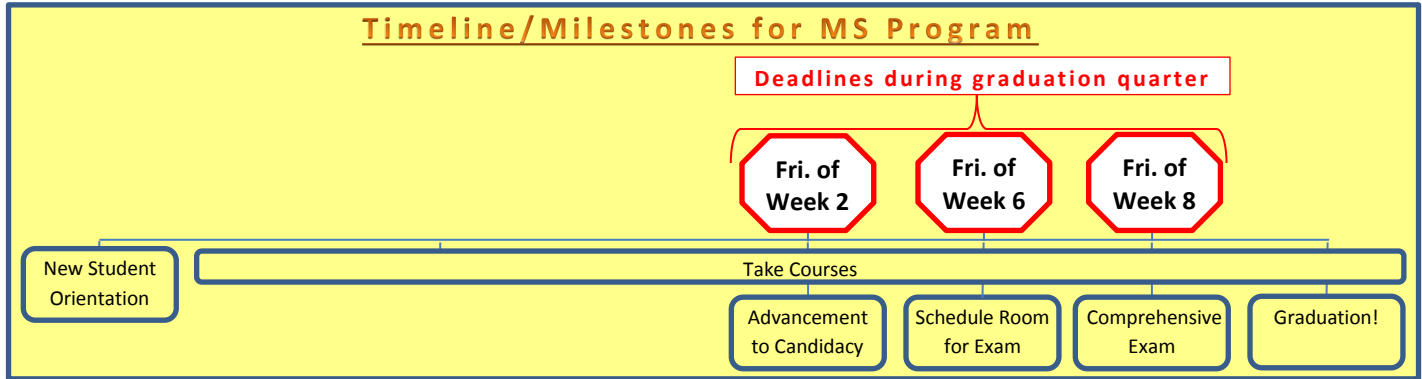 Timeline/Milestones for MS Program
Deadlines during graduation quarter
Fri. of
Week 2
Fri. of
Week 6
Fri. of
Week 8
New Student
Orientation
Take Courses
Advancement
to Candidacy
Schedule Room
for Exam
Comprehensive
Exam
Graduation!